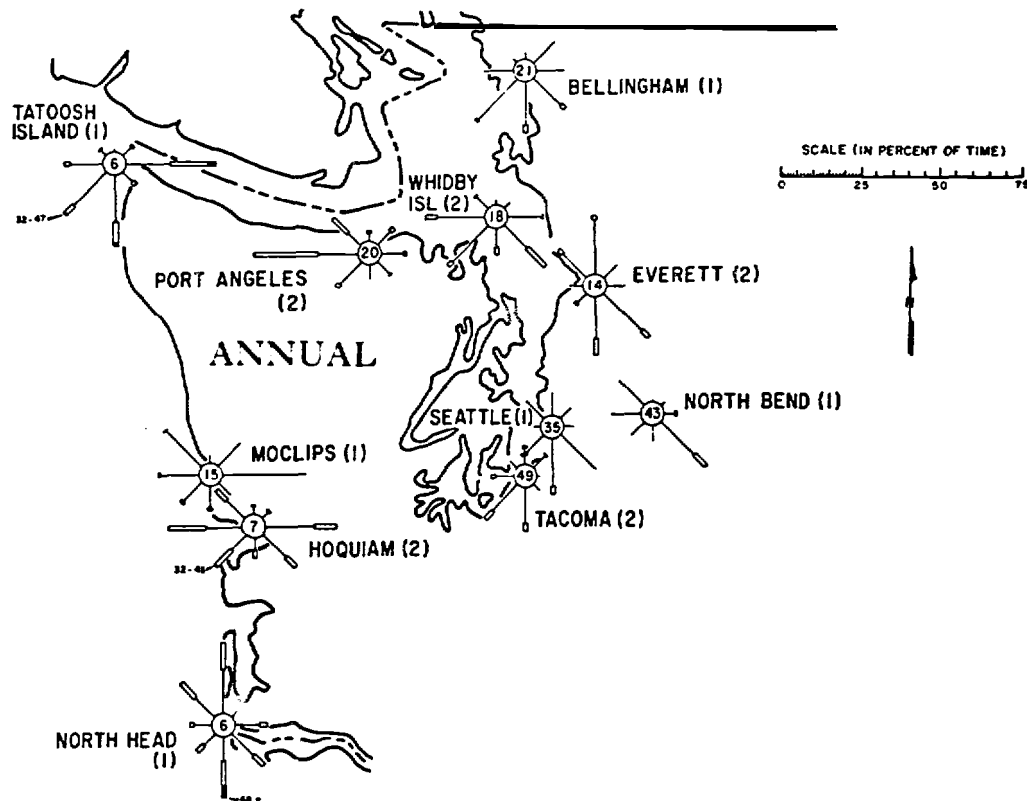 BELLINGHAM (1)
21
TATOOSH
ISLAND (1)
6
SCALE (IN PERCENT OF TIME)
0 25 50 75
WHIDBY
ISL (2)
18
32-47
PORT ANGELES
(2)
20
EVERETT (2)
14
ANNUAL
NORTH BEND (1)
43
SEATTLE (1)
35
MOCLIPS (1)
15
49
TACOMA (2)
7
HOQUIAM (2)
NORTH HEAD
(1)
6